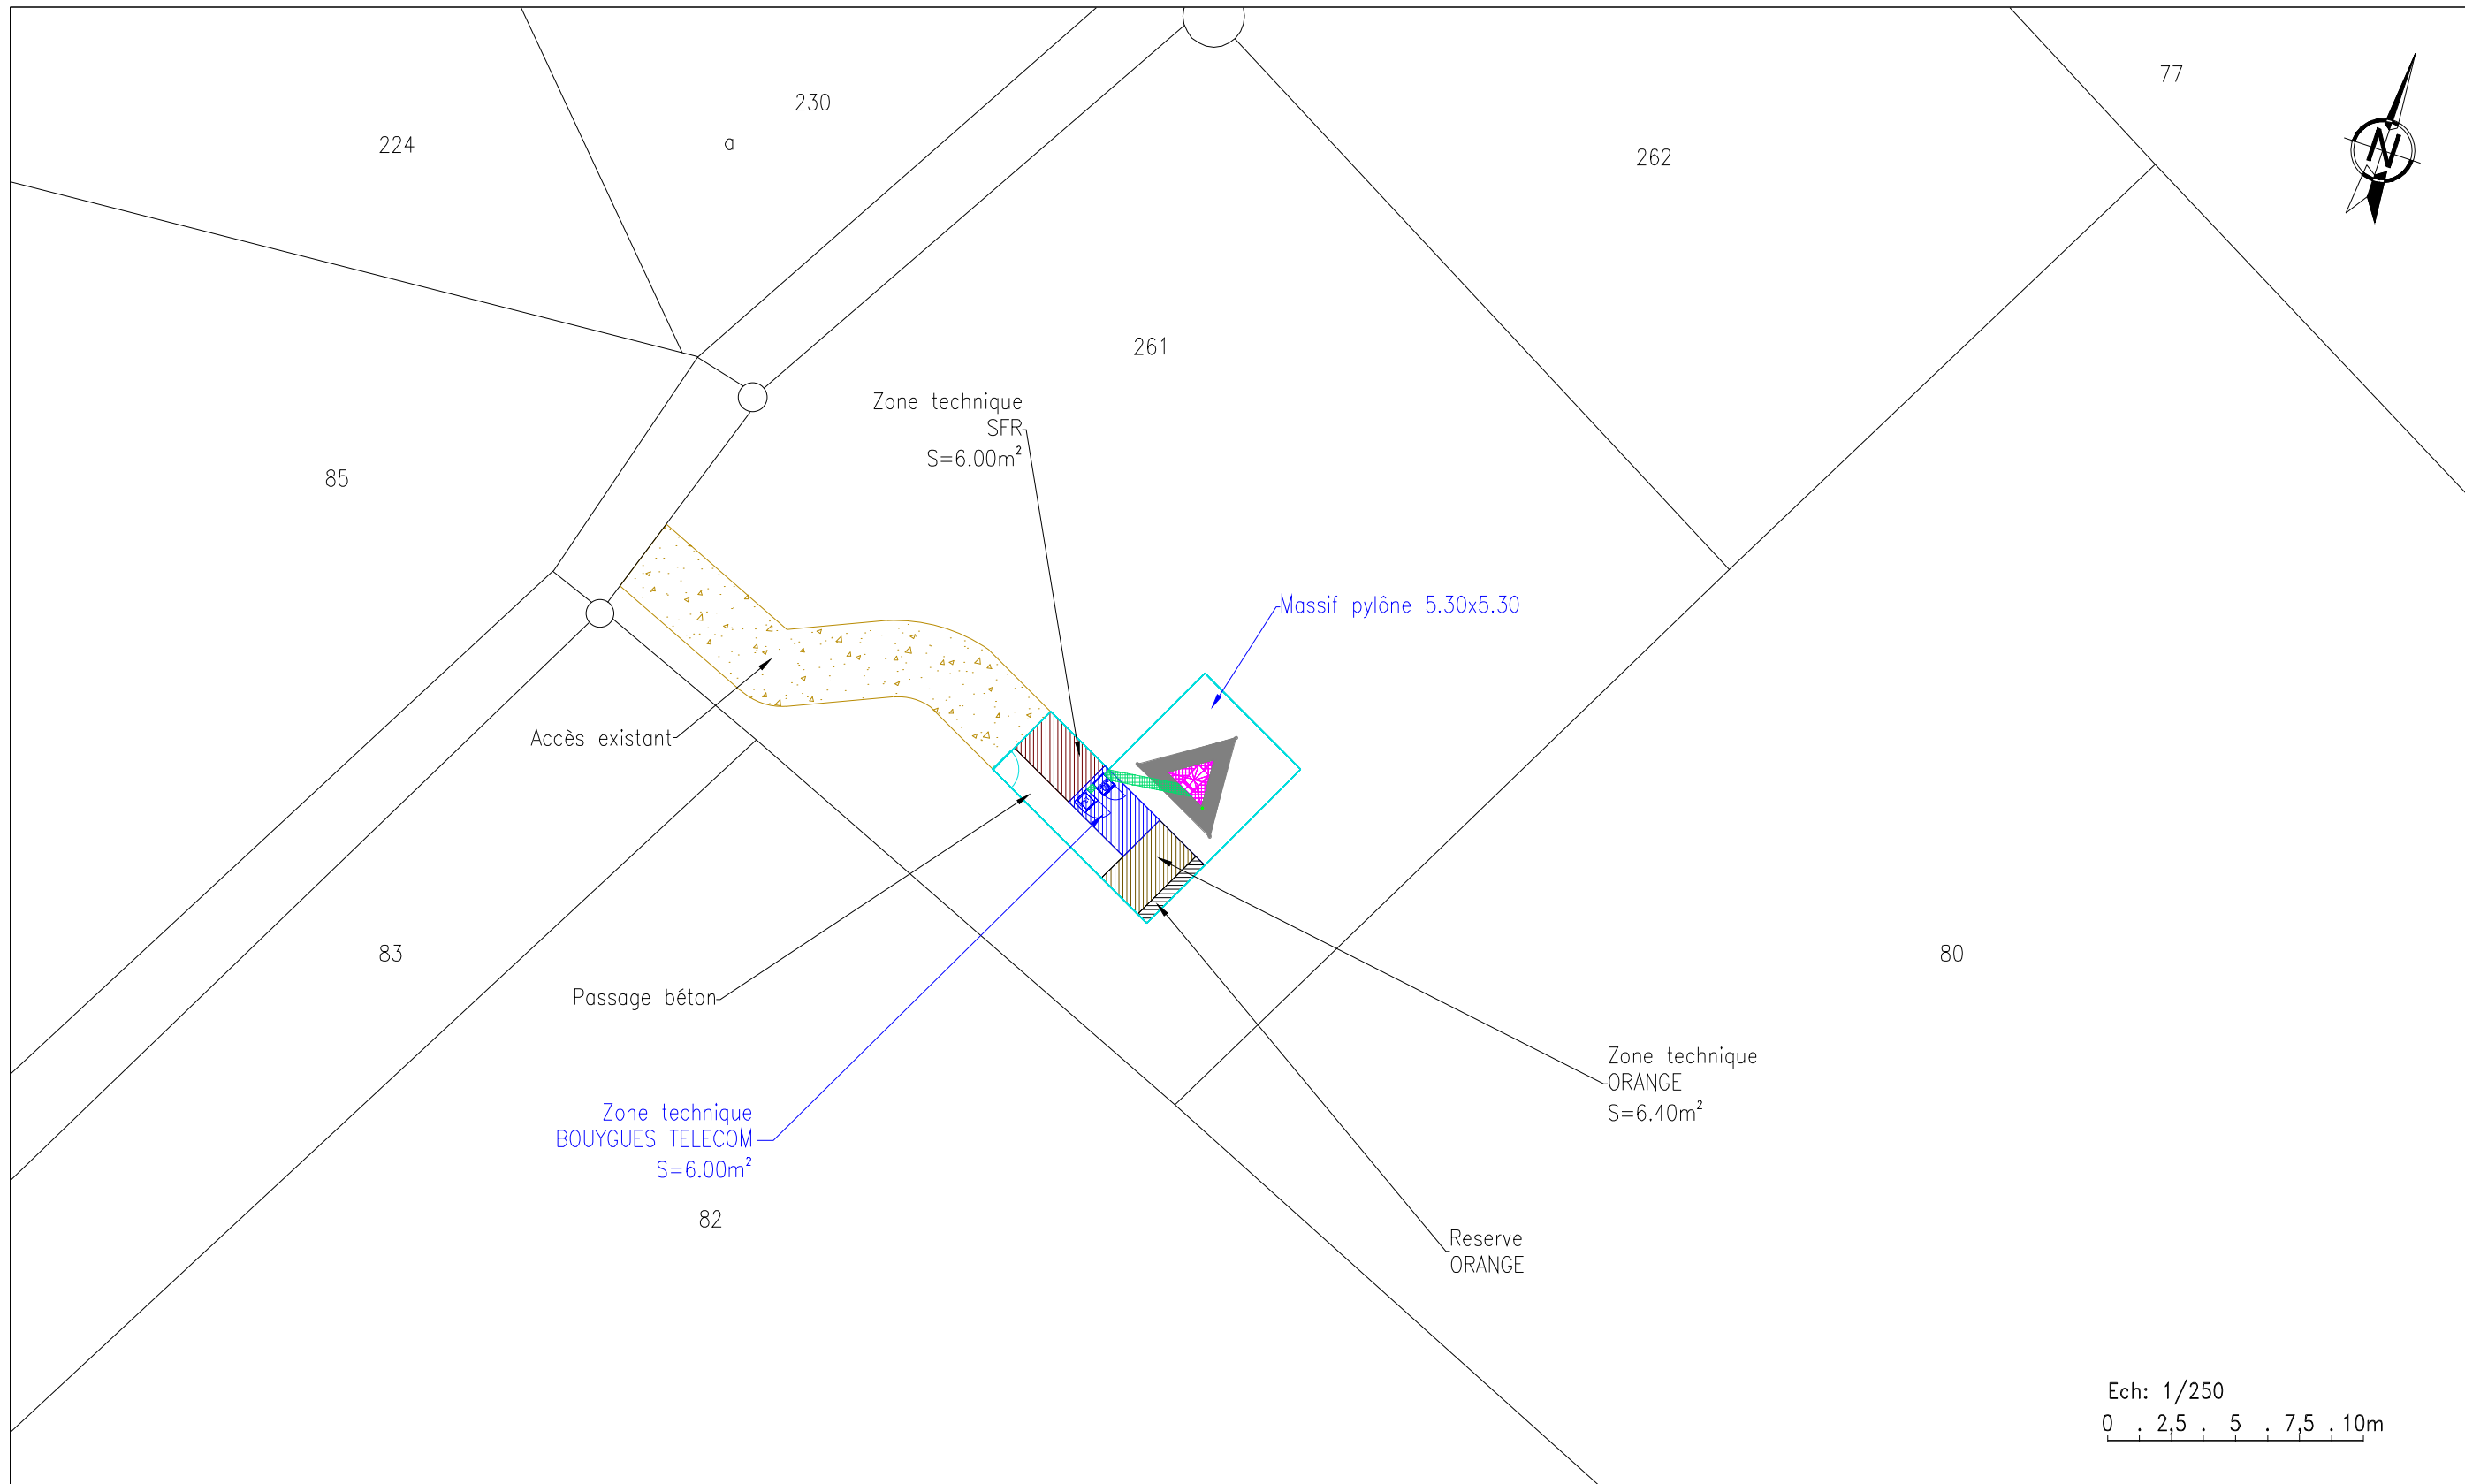 77
230
224
a
262
N
261
Zone technique
SFR
S=6.00m²
85
Massif pylône 5.30x5.30
Accès existant
83
80
Passage béton
Zone technique
ORANGE
S=6.40m²
Zone technique
BOUYGUES TELECOM
S=6.00m²
82
Reserve
ORANGE
Ech: 1/250
0 . 2,5 . 5 . 7,5 . 10m